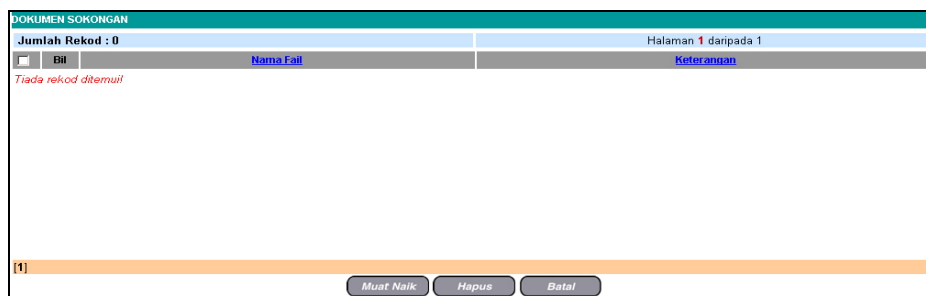 DOKUMEN SOKONGAN
Jumlah Rekod : 0 Halaman 1 daripada 1
Bil Nama Fail Keterangan
Tiada rekod ditemui!
[1]
Muat Naik Hapus Batal